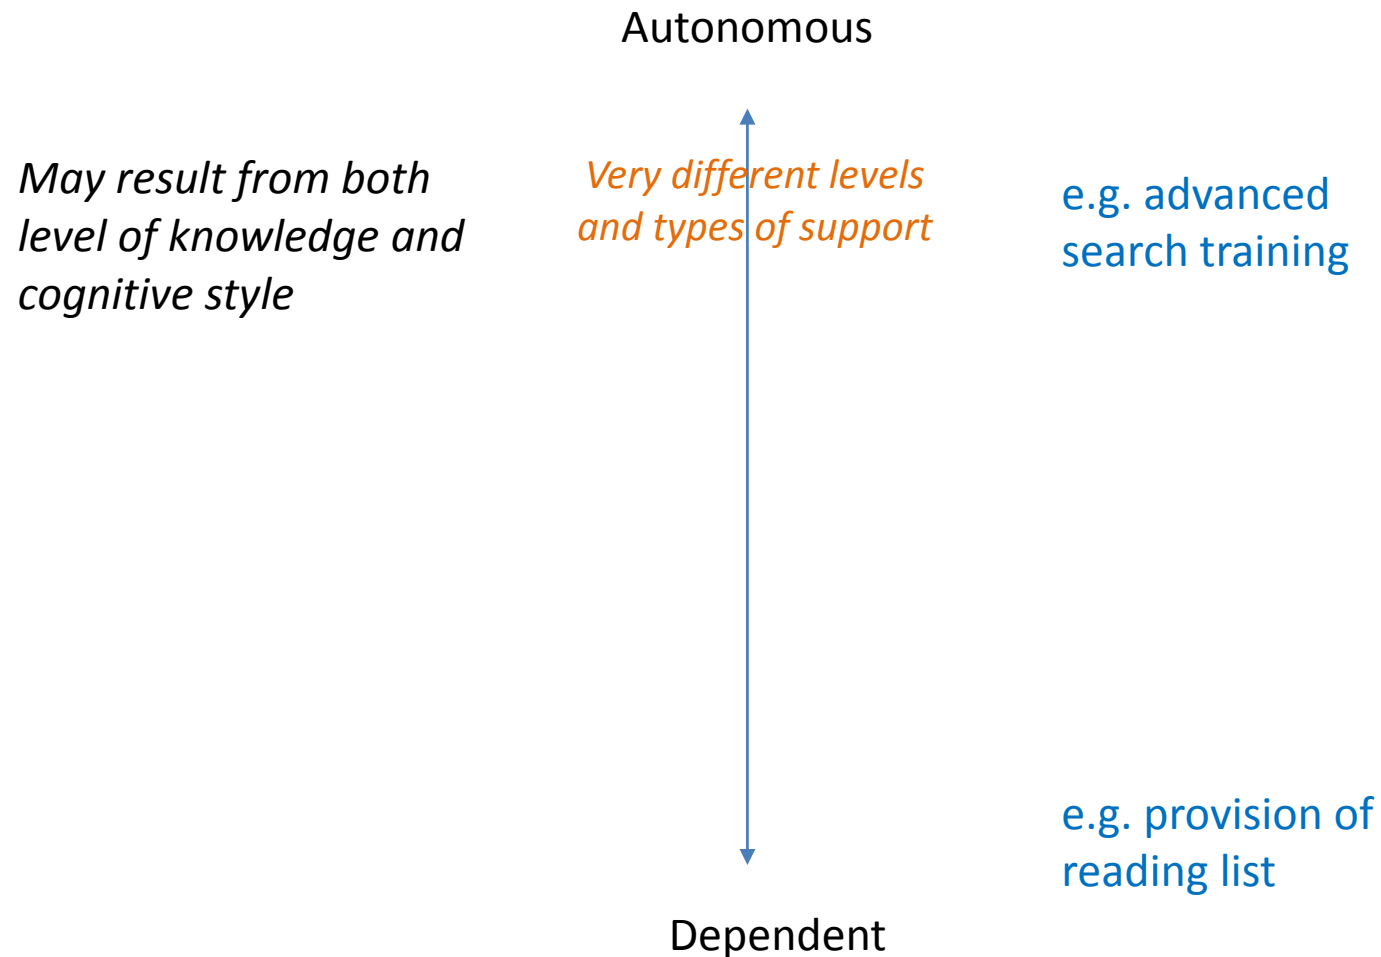 Autonomous
May result from both
level of knowledge and
cognitive style
Very different levels
and types of support
e.g. advanced
search training
e.g. provision of
reading list
Dependent